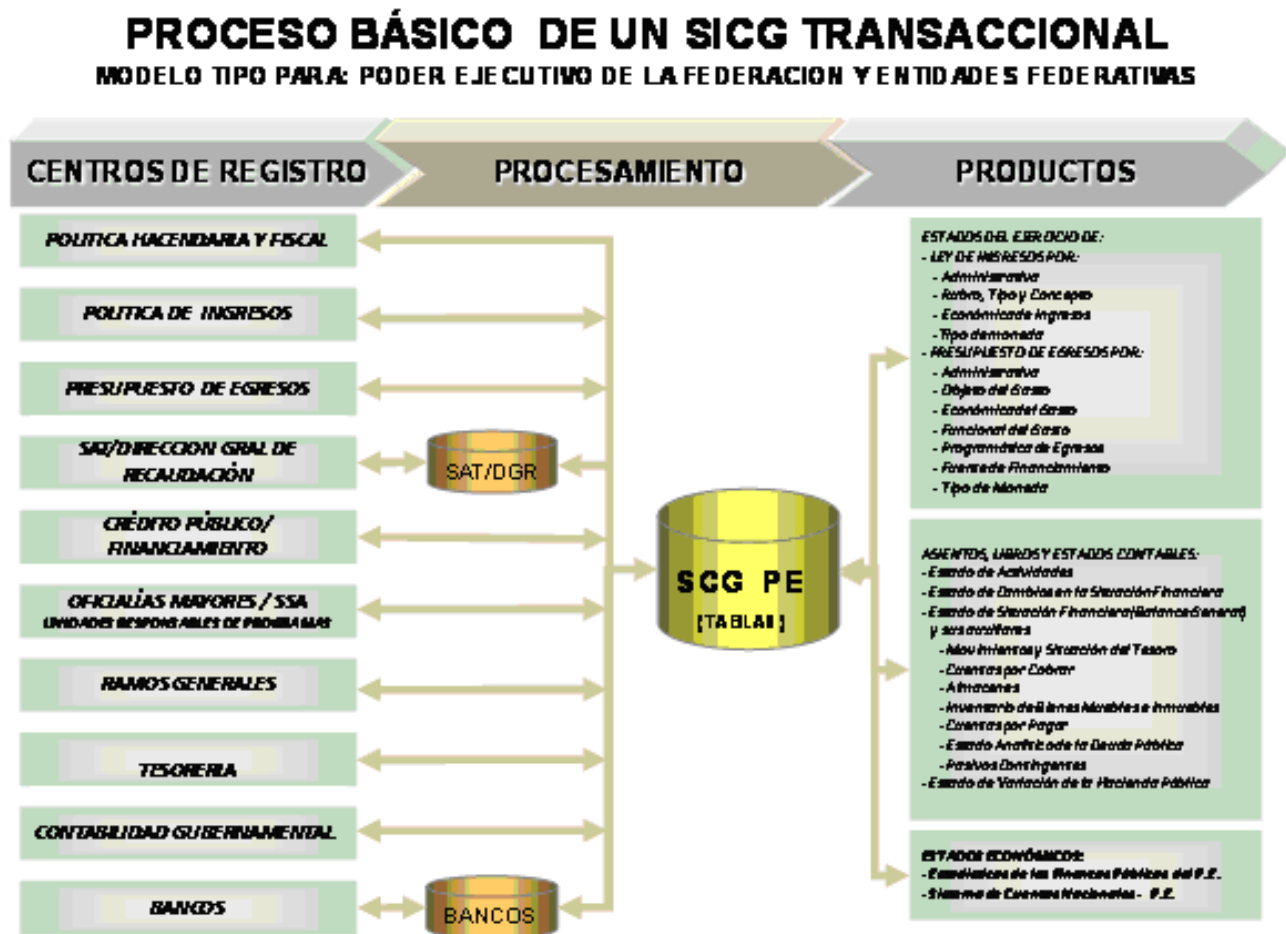 PROCESO BÁSICO DE UN SICG TRANSACCIONAL
MODELO TIPO PARA: PODER EJECUTIVO DE LA FEDERACION Y ENTIDADES FEDERATIVAS
CENTROS DE REGISTRO
PROCESAMIENTO
PRODUCTOS
POLITICA HACENDARIA Y FISCAL
POLITICA DE INGRESOS
PRESUPUESTO DE EGRESOS
SAT/DIRECCION GRAL DE
RECAUDACIÓN
CRÉDITO PÚBLICO/
FINANCIAMIENTO
OFICIALÍAS MAYORES / SSA
UNIDADES RESPONSABLES DE PROGRAMAS
RAMOS GENERALES
TESORERIA
CONTABILIDAD GUBERNAMENTAL
BANCOS
SAT/DGR
BANCOS
SCG PE
ESTADOS DEL EJERCICIO DE:
- LEY DE INGRESOS POR:
- Administrativa
- Rubro, Tipo y Concepto
- Económica de Ingresos
- Tipo de moneda
- PRESUPUESTO DE EGRESOS POR:
- Administrativa
- Objeto del Gasto
- Económica del Gasto
- Funcional del Gasto
- Programática de Egresos
- Fuente de Financiamiento
- Tipo de Moneda
ASIENTOS, LIBROS Y ESTADOS CONTABLES:
- Estado de Actividades
- Estado de Cambios en la Situación Financiera
- Estado de Situación Financiera (Balance General)
y sus auxiliares
- Movimientos y Situación del Tesoro
- Cuentas por Cobrar
- Almacenes
- Inventario de Bienes Muebles e Inmuebles
- Cuentas por Pagar
- Estado Analítico de la Deuda Pública
- Pasivos Contingentes
- Estado de Variación de la Hacienda Pública
ESTADOS ECONÓMICOS:
- Estadísticas de las Finanzas Públicas del P.E.
- Sistema de Cuentas Nacionales - P.E.